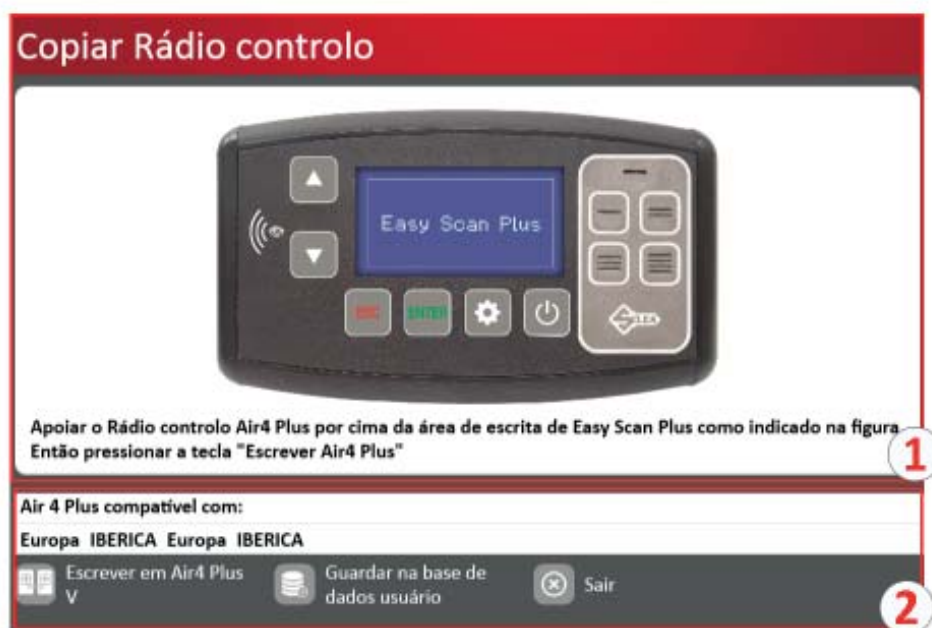 Copiar Rádio controlo
Easy Scan Plus
ESC
ENTER
SILCA
Apoiar o Rádio controlo Air4 Plus por cima da área de escrita de Easy Scan Plus como indicado na figura
Então pressionar a tecla "Escrever Air4 Plus"
1
Air 4 Plus compatível com:
Europa IBERICA Europa IBERICA
Escrever em Air4 Plus
V
Guardar na base de
dados usuário
Sair
2